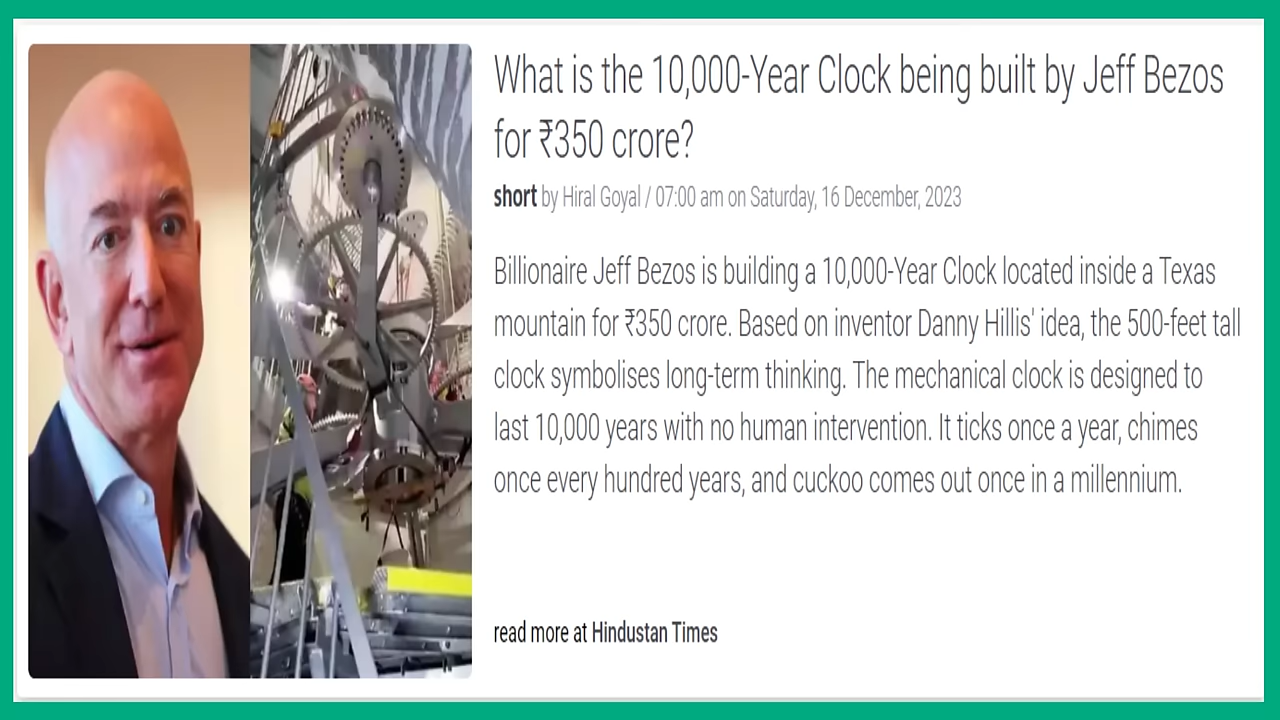 What is the 10,000-Year Clock being built by Jeff Bezos
for ₹350 crore?
short by Hiral Goyal / 07:00 am on Saturday, 16 December, 2023
Billionaire Jeff Bezos is building a 10,000-Year Clock located inside a Texas
mountain for ₹350 crore. Based on inventor Danny Hillis' idea, the 500-feet tall
clock symbolises long-term thinking. The mechanical clock is designed to
last 10,000 years with no human intervention. It ticks once a year, chimes
once every hundred years, and cuckoo comes out once in a millennium.
read more at Hindustan Times